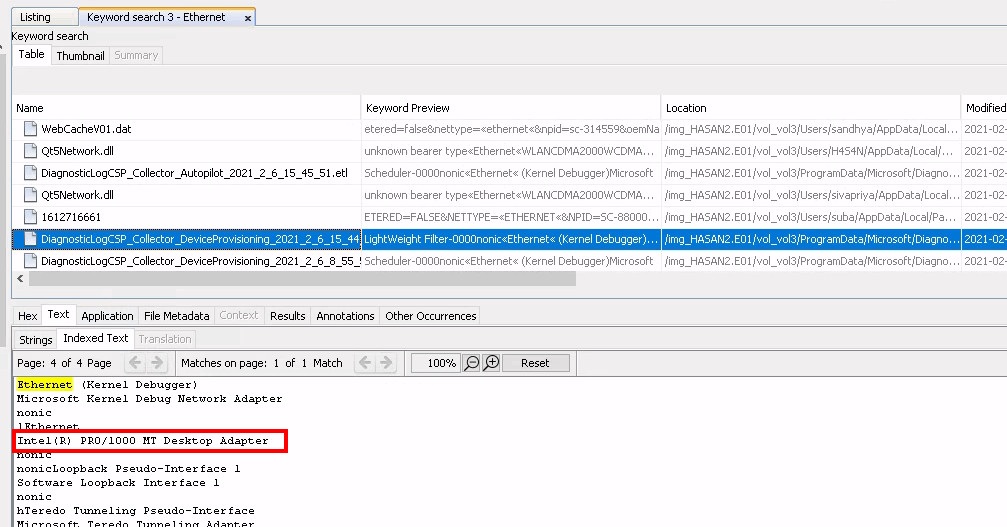 Listing Keyword search 3 - Ethernet ×
Keyword search
Table Thumbnail Summary
Name Keyword Preview Location Modified
WebCacheV01.dat etered=false&nettype=«ethernet«&npid=sc-314559&oemNa /img_HASAN2.E01/vol_vol3/Users/sandhya/AppData/Local... 2021-02-
Qt5Network.dll unknown bearer type«Ethernet«WLANCDMA2000WCDMA... /img_HASAN2.E01/vol_vol3/Users/H4S4N/AppData/Local/... 2021-02-
DiagnosticLogCSP_Collector_Autopilot_2021_2_6_15_45_51.etl Scheduler-0000nonic«Ethernet« (Kernel Debugger)Microsoft /img_HASAN2.E01/vol_vol3/ProgramData/Microsoft/Diagno... 2021-02-
Qt5Network.dll unknown bearer type«Ethernet«WLANCDMA2000WCDMA... /img_HASAN2.E01/vol_vol3/Users/sivapriya/AppData/Local... 2021-02-
1612716661 ETERED=FALSE&NETTYPE=«ETHERNET«&NPID=SC-88000... /img_HASAN2.E01/vol_vol3/Users/suba/AppData/Local/Pa... 2021-02-
DiagnosticLogCSP_Collector_DeviceProvisioning_2021_2_6_15_44 LightWeight Filter-0000nonic«Ethernet« (Kernel Debugger)... /img_HASAN2.E01/vol_vol3/ProgramData/Microsoft/Diagno... 2021-02-
DiagnosticLogCSP_Collector_DeviceProvisioning_2021_2_6_8_55_5 Scheduler-0000nonic«Ethernet« (Kernel Debugger)Microsoft /img_HASAN2.E01/vol_vol3/ProgramData/Microsoft/Diagno... 2021-02-
Hex Text Application File Metadata Context Results Annotations Other Occurrences
Strings Indexed Text Translation
Page: 4 of 4 Page Matches on page: 1 of 1 Match 100% Reset
Ethernet (Kernel Debugger)
Microsoft Kernel Debug Network Adapter
nonic
lEthernet
Intel(R) PRO/1000 MT Desktop Adapter
nonic
nonicLoopback Pseudo-Interface 1
Software Loopback Interface 1
nonic
hTeredo Tunneling Pseudo-Interface
Microsoft Teredo Tunneling Adapter